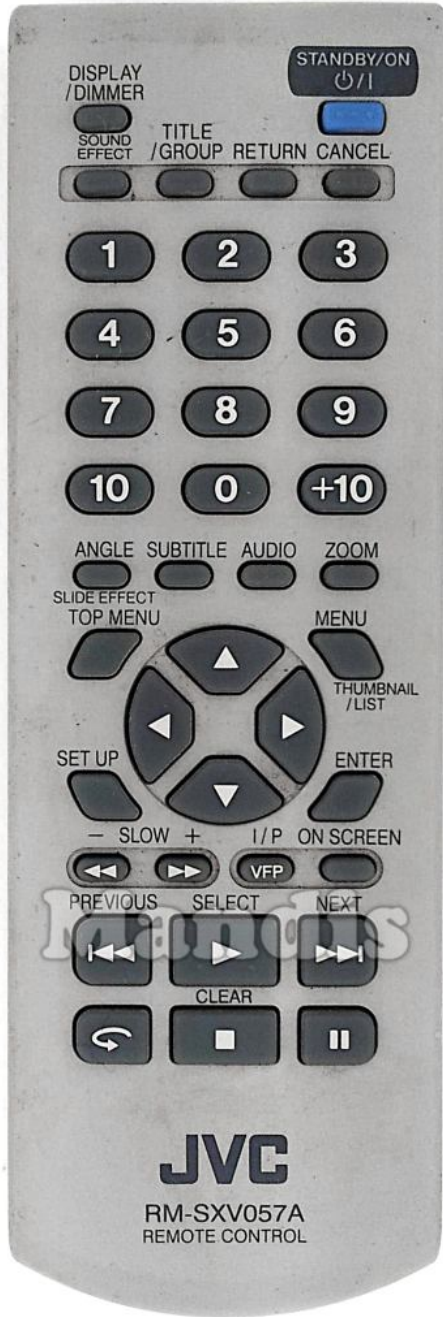 STANDBY/ON
⏻/I
DISPLAY
/DIMMER
SOUND
EFFECT
TITLE
/GROUP
RETURN
CANCEL
1 2 3
4 5 6
7 8 9
10 0 +10
ANGLE SUBTITLE AUDIO ZOOM
SLIDE EFFECT
TOP MENU
MENU
THUMBNAIL
/LIST
SET UP
ENTER
– SLOW +
I/P ON SCREEN
VFP
PREVIOUS SELECT NEXT
Mandis
CLEAR
JVC
RM-SXV057A
REMOTE CONTROL